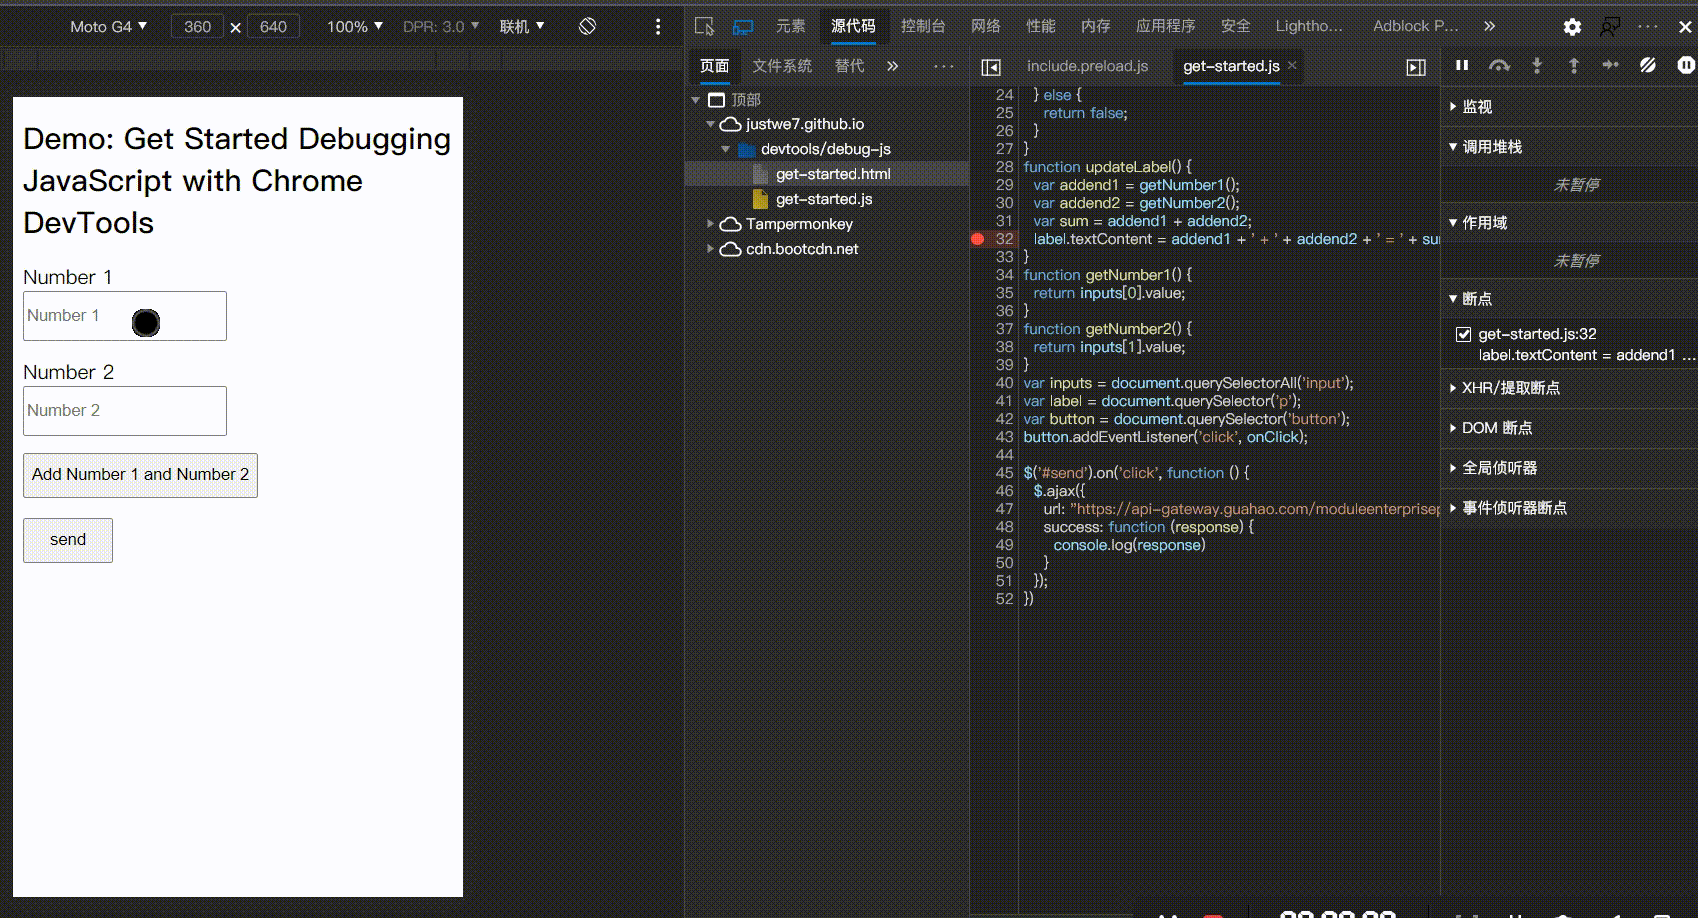 Moto G4 ▼ 360 × 640 100% ▼ DPR: 3.0 ▼ 联机 ▼
Demo: Get Started Debugging
JavaScript with Chrome
DevTools
Number 1
Number 1
Number 2
Number 2
Add Number 1 and Number 2
send
元素 源代码 控制台 网络 性能 内存 应用程序 安全 Lightho... Adblock P... »
页面 文件系统 替代 » ...
顶部
justwe7.github.io
devtools/debug-js
get-started.html
get-started.js
Tampermonkey
cdn.bootcdn.net
include.preload.js get-started.js ×
24 } else {
25 return false;
26 }
27 }
28 function updateLabel() {
29 var addend1 = getNumber1();
30 var addend2 = getNumber2();
31 var sum = addend1 + addend2;
32 label.textContent = addend1 + ' + ' + addend2 + ' = ' + su
33 }
34 function getNumber1() {
35 return inputs[0].value;
36 }
37 function getNumber2() {
38 return inputs[1].value;
39 }
40 var inputs = document.querySelectorAll('input');
41 var label = document.querySelector('p');
42 var button = document.querySelector('button');
43 button.addEventListener('click', onClick);
44
45 $('#send').on('click', function () {
46 $.ajax({
47 url: "https://api-gateway.guahao.com/moduleenterprisep
48 success: function (response) {
49 console.log(response)
50 }
51 });
52 })
监视
调用堆栈
未暂停
作用域
未暂停
断点
get-started.js:32
label.textContent = addend1 ...
XHR/提取断点
DOM 断点
全局侦听器
事件侦听器断点